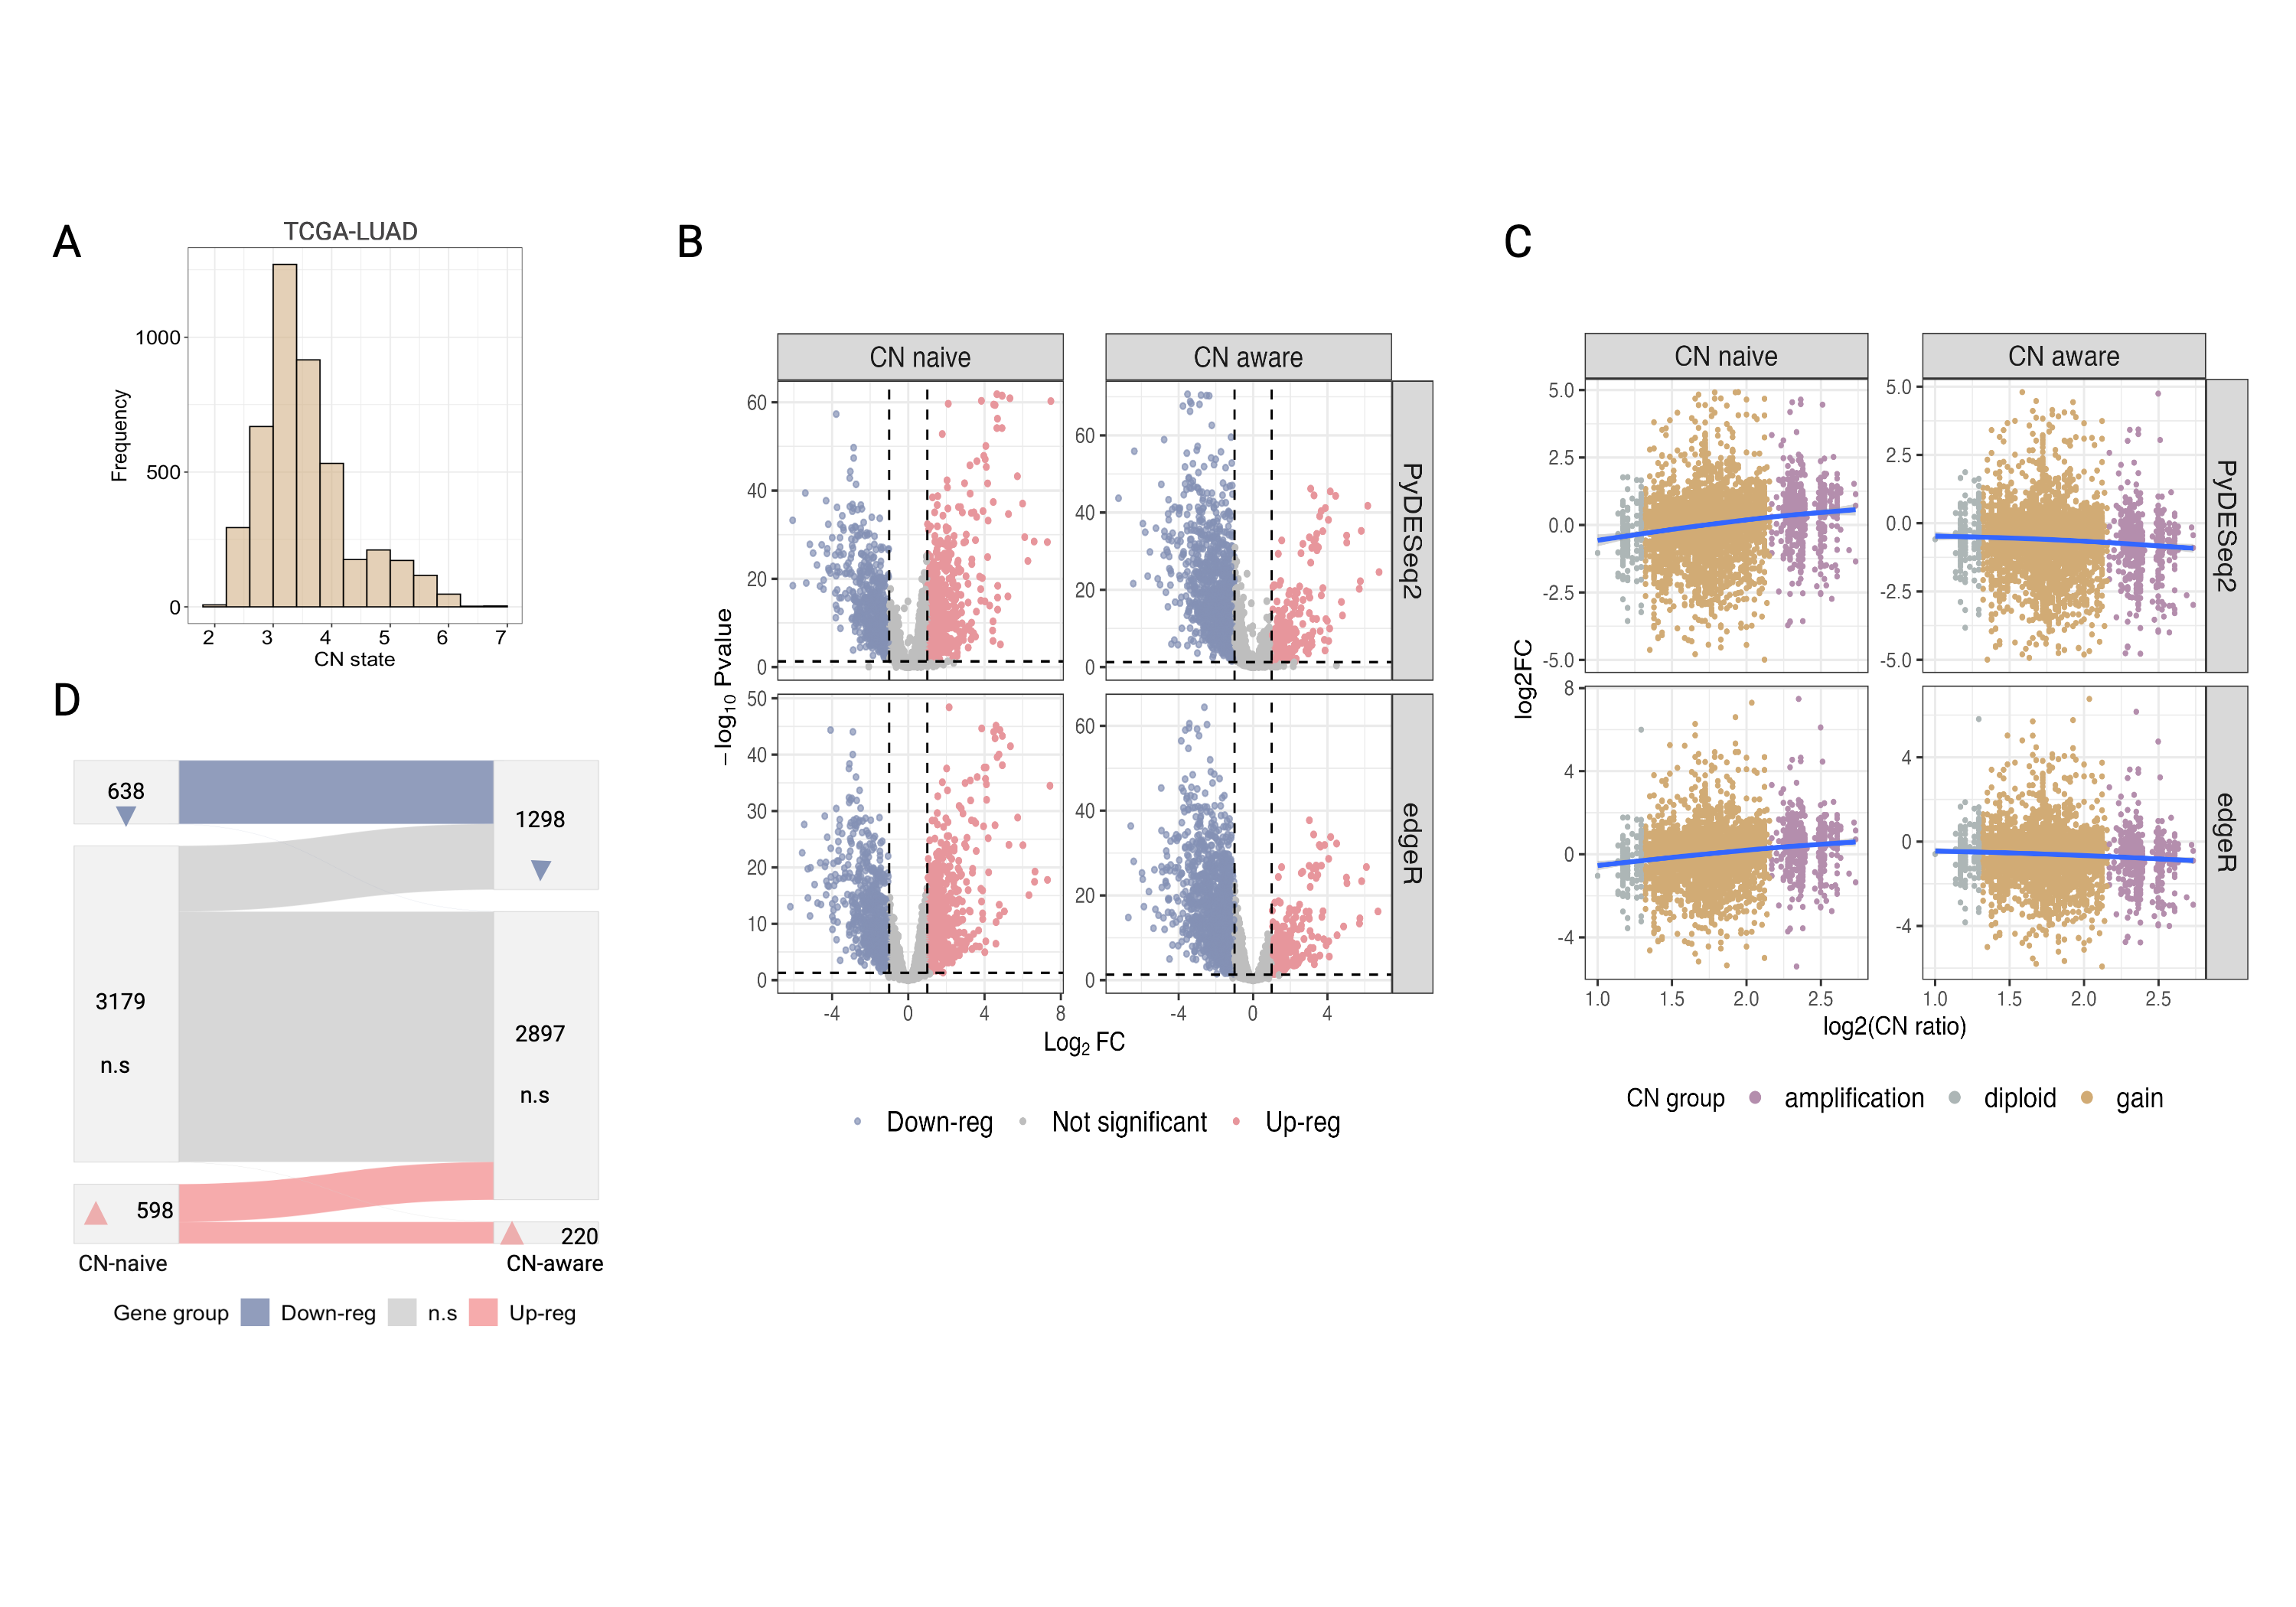 A
TCGA-LUAD
1000
500
0
Frequency
2 3 4 5 6 7
CN state
B
CN naive CN aware
60
40
20
0
60
40
20
0
PyDESeq2
50
40
30
20
10
0
60
40
20
0
edgeR
−log10 Pvalue
-4 0 4 8
-4 0 4
Log2 FC
Down-reg Not significant Up-reg
C
CN naive CN aware
5.0
2.5
0.0
-2.5
-5.0
5.0
2.5
0.0
-2.5
-5.0
PyDESeq2
8
4
0
-4
4
0
-4
edgeR
log2FC
1.0 1.5 2.0 2.5
1.0 1.5 2.0 2.5
log2(CN ratio)
CN group amplification diploid gain
D
638
1298
3179
n.s
2897
n.s
598
220
CN-naive CN-aware
Gene group Down-reg n.s Up-reg